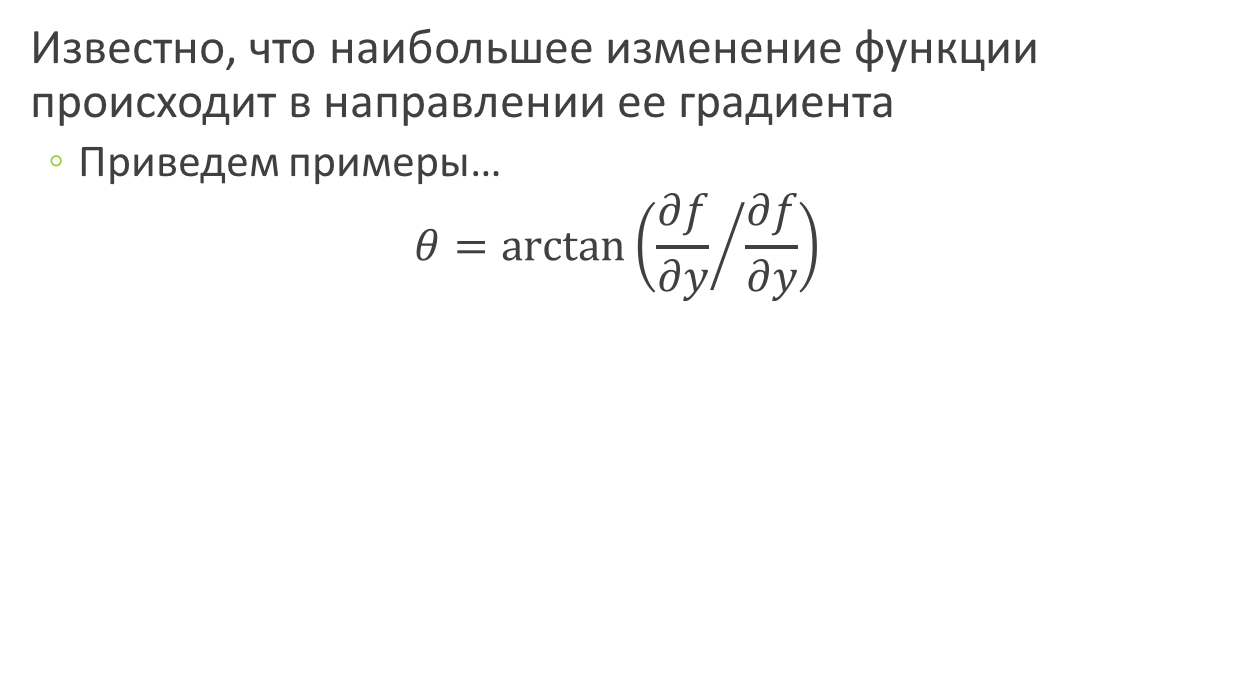 Известно, что наибольшее изменение функции
происходит в направлении ее градиента
◦ Приведем примеры…
θ = arctan(∂f/∂y / ∂f/∂y)